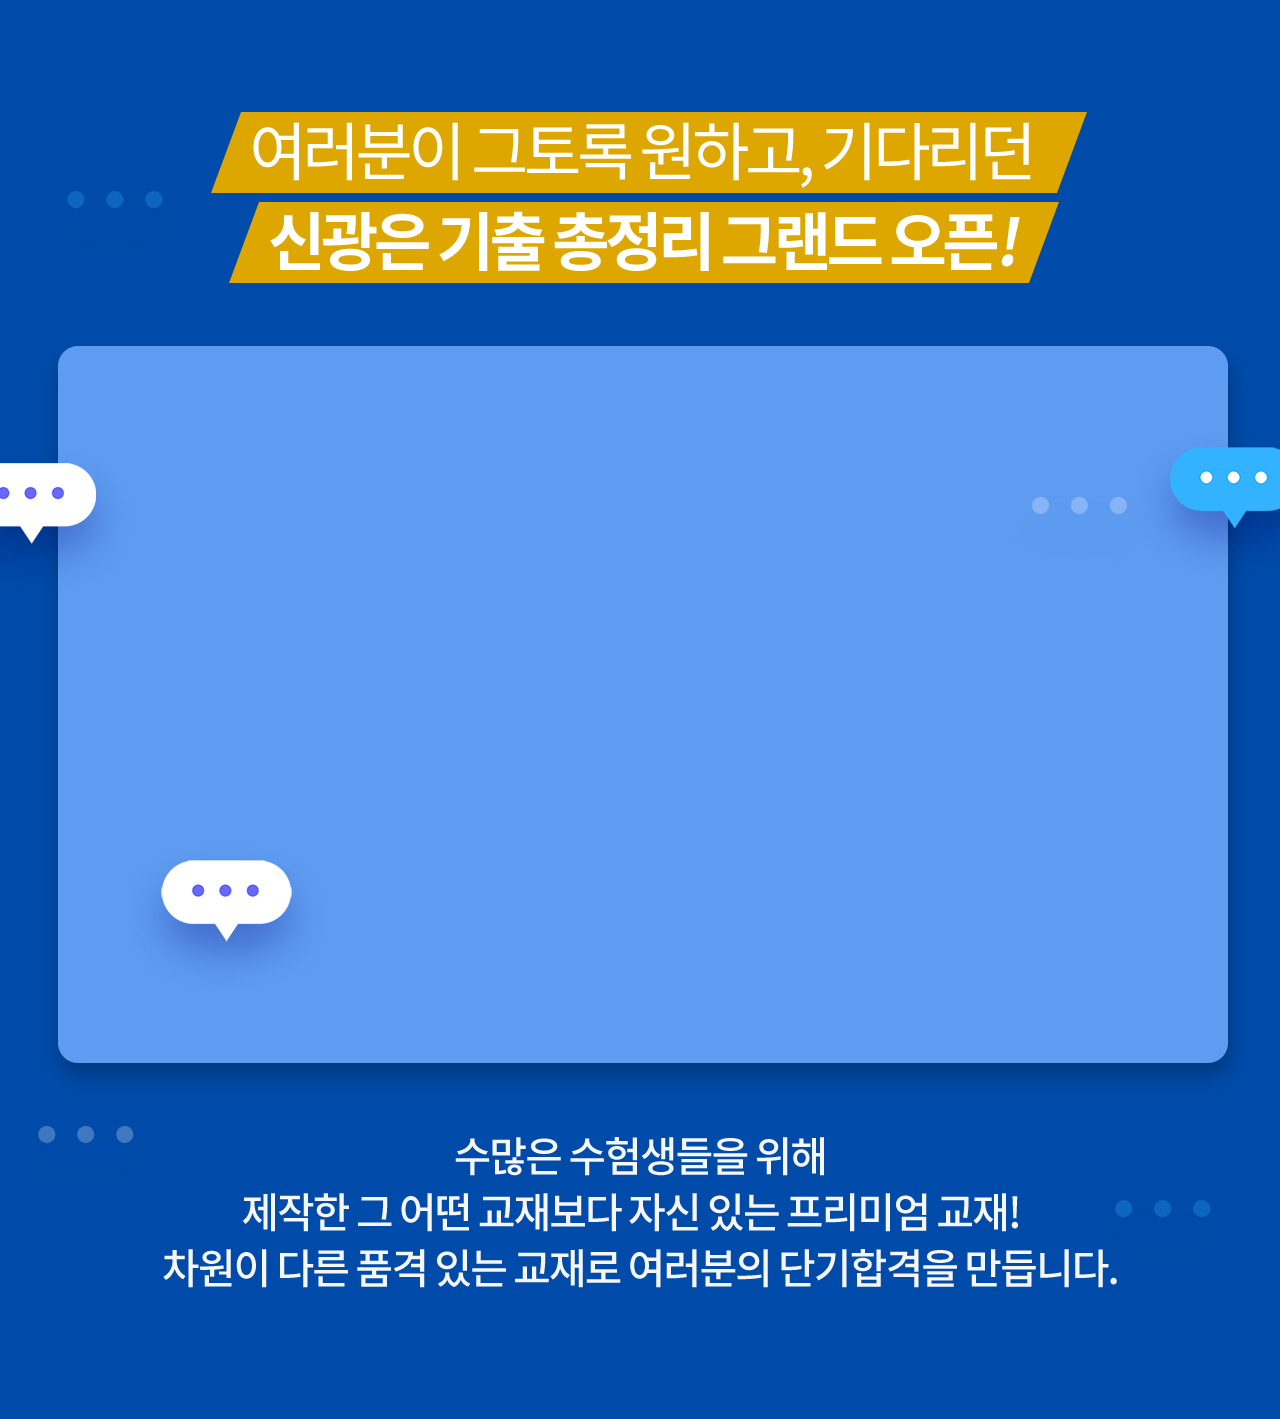 여러분이 그토록 원하고, 기다리던
신광은 기출 총정리 그랜드 오픈!
수많은 수험생들을 위해
제작한 그 어떤 교재보다 자신 있는 프리미엄 교재!
차원이 다른 품격 있는 교재로 여러분의 단기합격을 만듭니다.